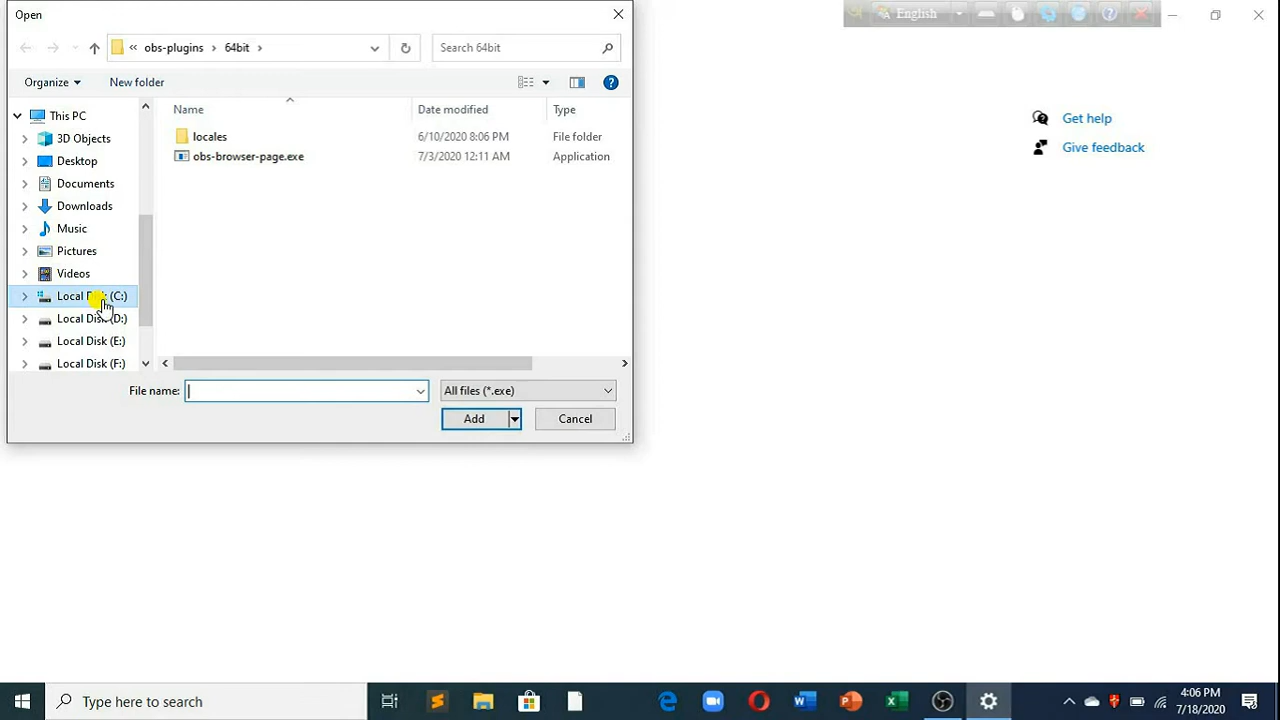 Open
English
obs-plugins
64bit
Search 64bit
Organize
New folder
Name
Date modified
Type
locales
6/10/2020 8:06 PM
File folder
obs-browser-page.exe
7/3/2020 12:11 AM
Application
This PC
3D Objects
Desktop
Documents
Downloads
Music
Pictures
Videos
Local Disk (C:)
Local Disk (D:)
Local Disk (E:)
Local Disk (F:)
File name:
All files (*.exe)
Add
Cancel
Get help
Give feedback
Type here to search
4:06 PM
7/18/2020